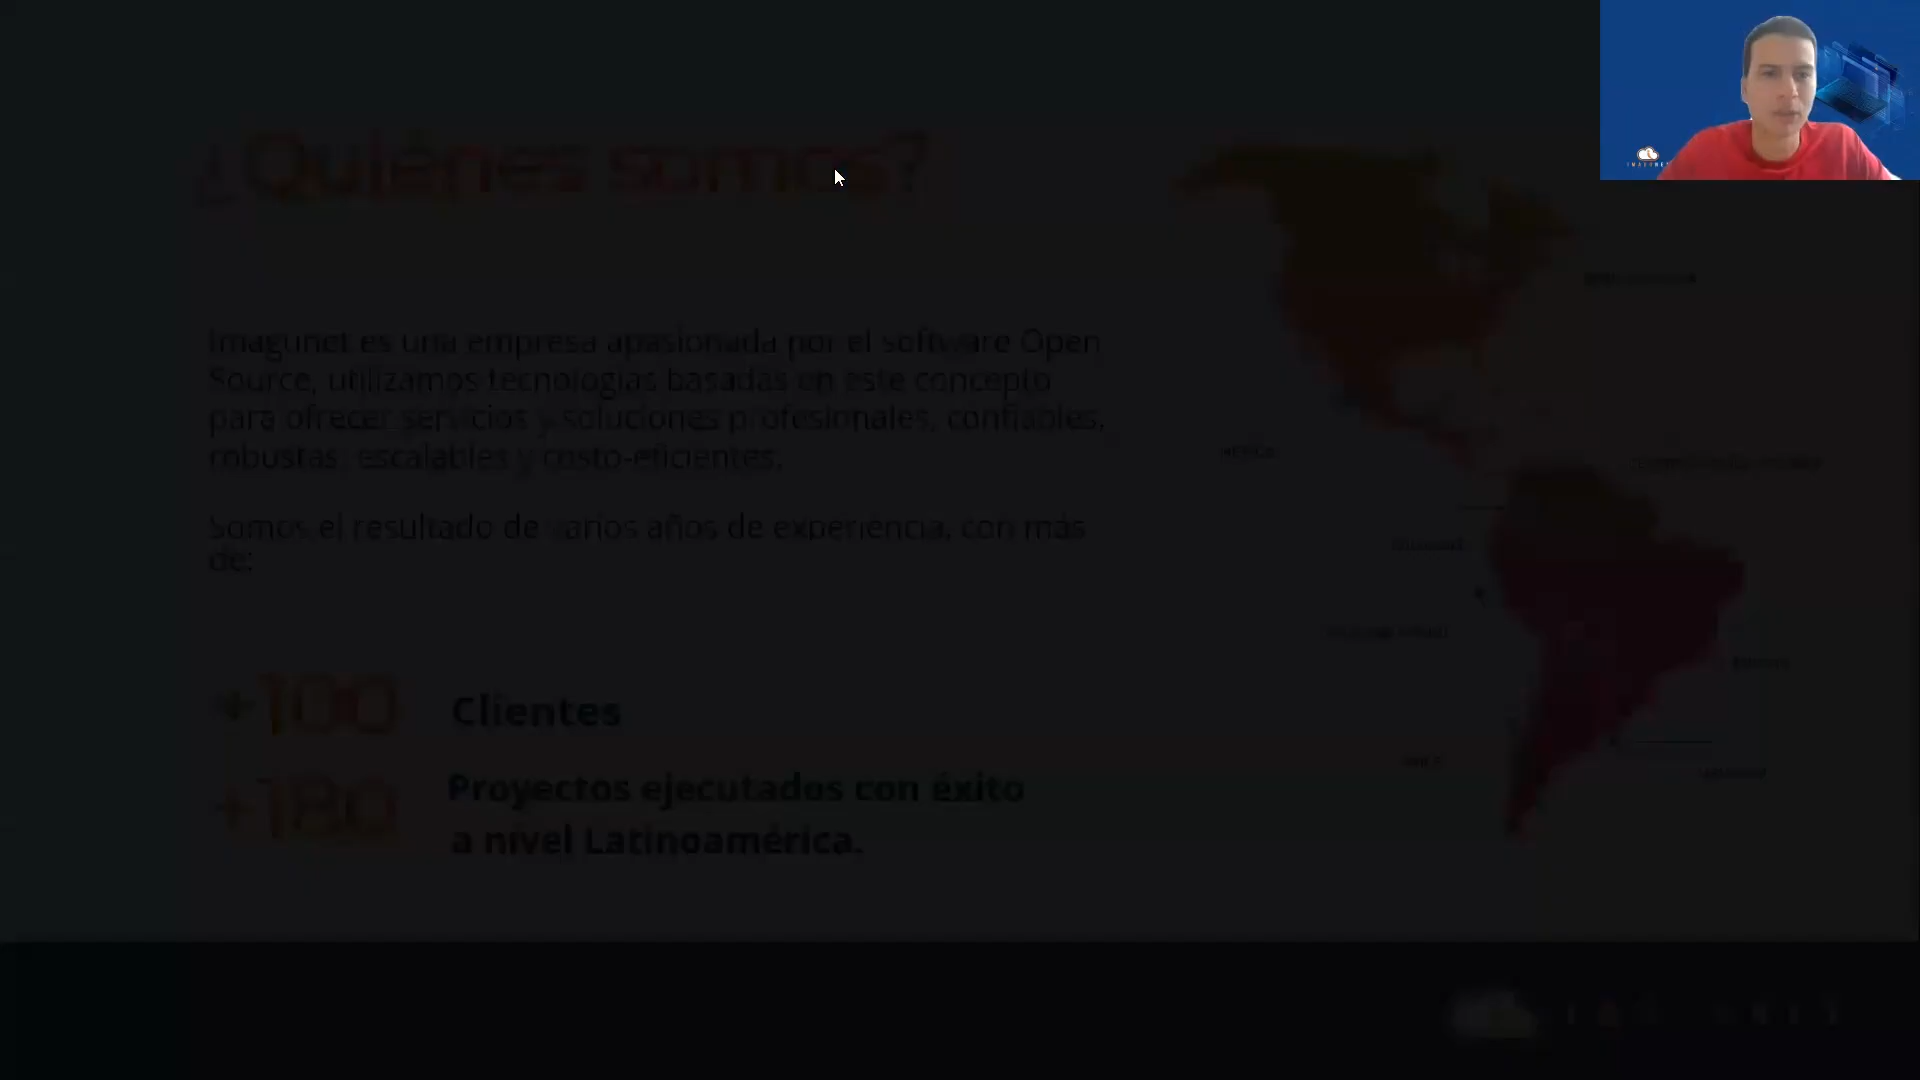 ¿Quiénes somos?
Imagunet es una empresa apasionada por el software Open
Source, utilizamos tecnologías basadas en este concepto
para ofrecer servicios y soluciones profesionales, confiables,
robustas, escalables y costo-eficientes.
Somos el resultado de varios años de experiencia, con más
de:
+100 Clientes
+180 Proyectos ejecutados con éxito
a nivel Latinoamérica.
MÉXICO